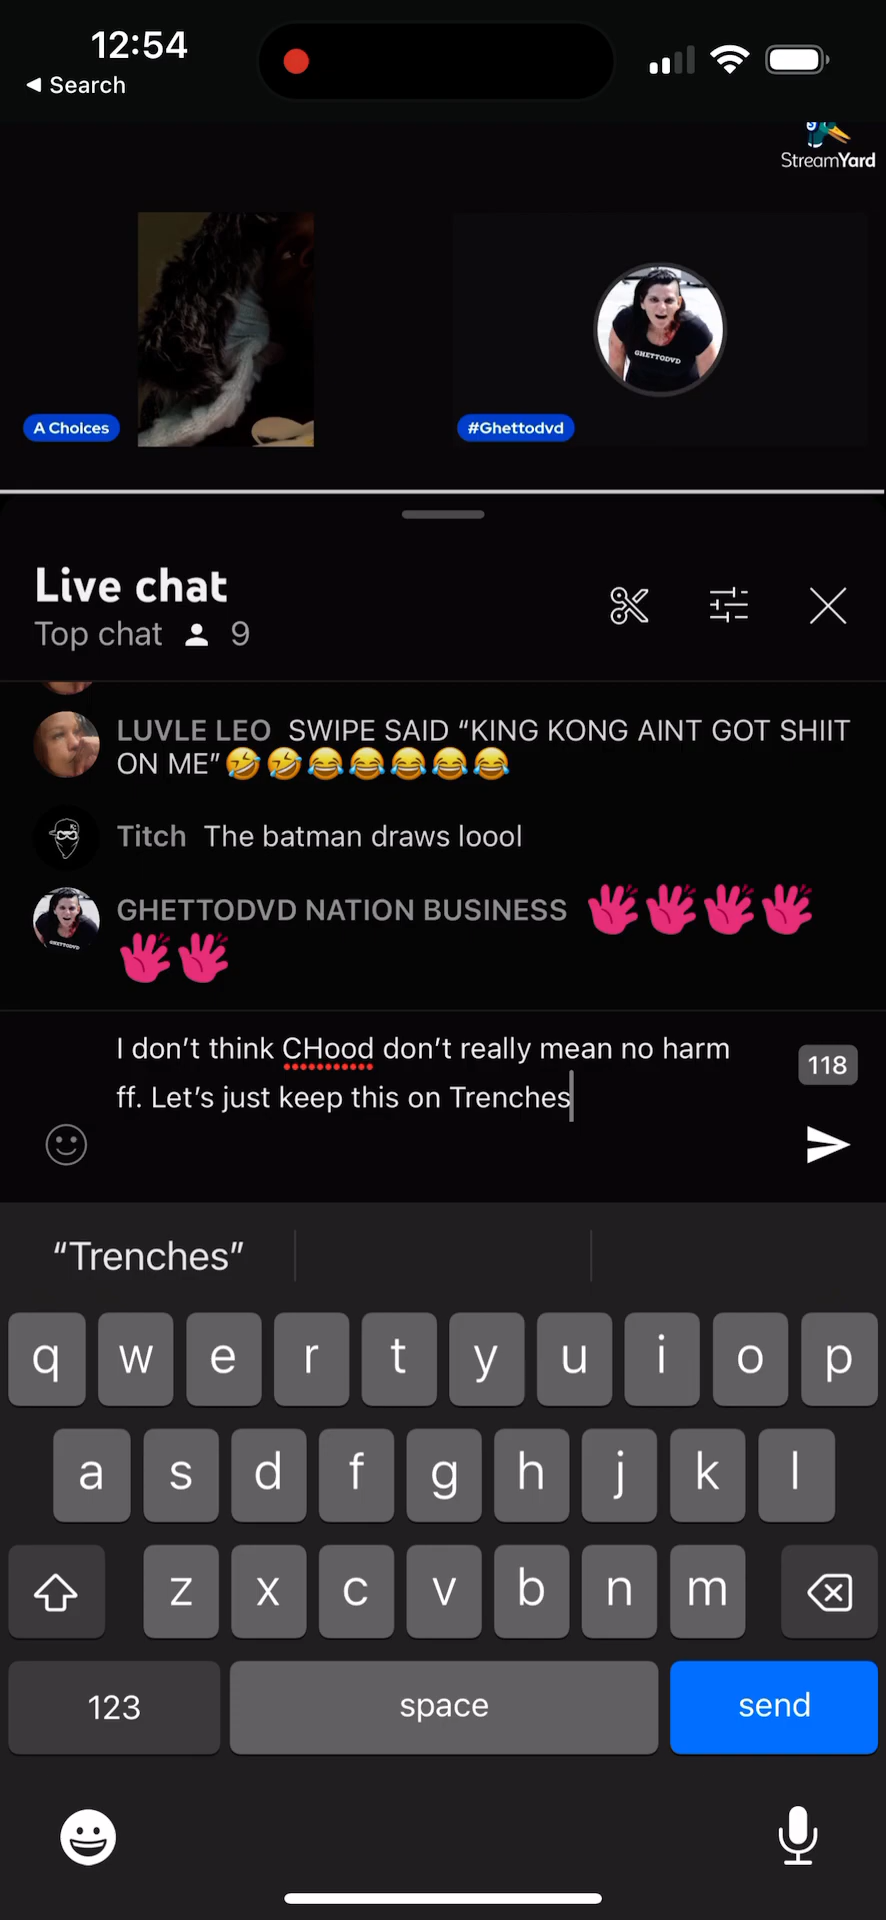 12:54
◀ Search
StreamYard
GHETTODVD
A Choices
#Ghettodvd
Live chat
Top chat 9
LUVLE LEO SWIPE SAID “KING KONG AINT GOT SHIIT
ON ME”🤣🤣😂😂😂😂😂
Titch The batman draws loool
GHETTODVD NATION BUSINESS
I don’t think CHood don’t really mean no harm
118
ff. Let’s just keep this on Trenches
“Trenches”
q w e r t y u i o p
a s d f g h j k l
z x c v b n m
123 space send